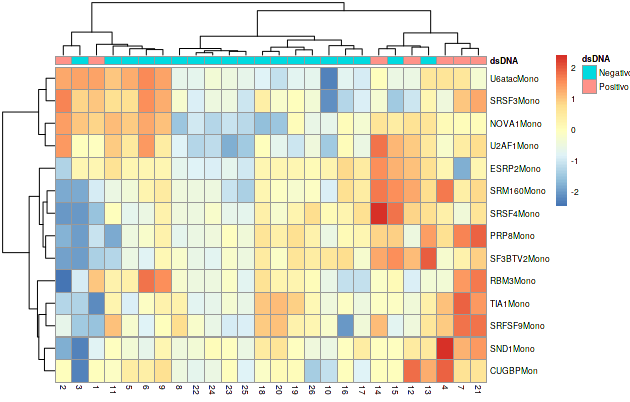 dsDNA
dsDNA
Negativo
Positivo
2
1
0
-1
-2
U6atacMono
SRSF3Mono
NOVA1Mono
U2AF1Mono
ESRP2Mono
SRM160Mono
SRSF4Mono
PRP8Mono
SF3BTV2Mono
RBM3Mono
TIA1Mono
SRFSF9Mono
SND1Mono
CUGBPMon
2 3 1 11 5 6 9 8 22 24 23 25 18 20 19 26 10 16 17 14 15 12 13 4 7 21